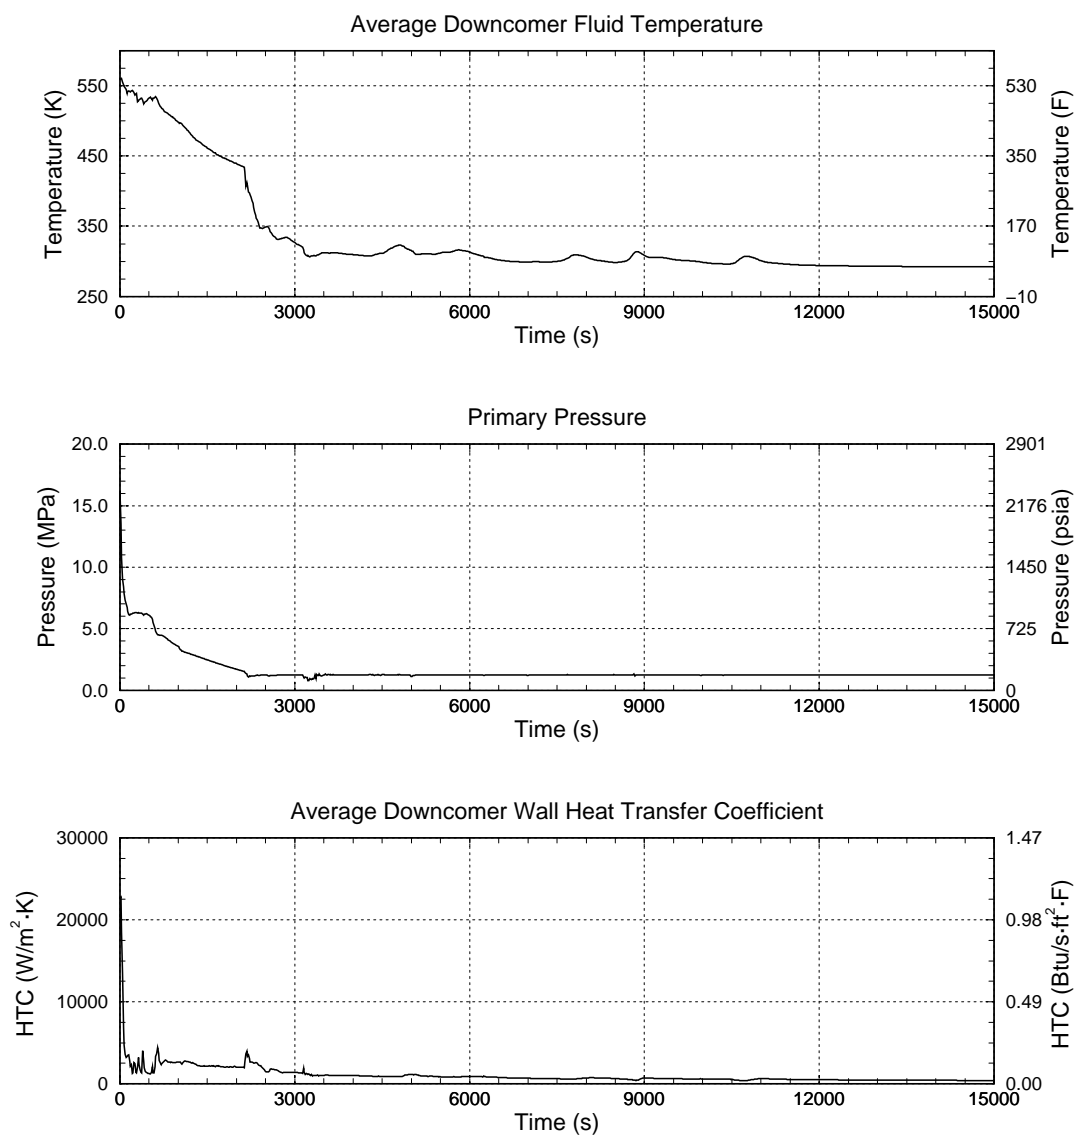 Average Downcomer Fluid Temperature
550
450
350
250
Temperature (K)
530
350
170
−10
Temperature (F)
0 3000 6000 9000 12000 15000
Time (s)
Primary Pressure
20.0
15.0
10.0
5.0
0.0
Pressure (MPa)
2901
2176
1450
725
0
Pressure (psia)
0 3000 6000 9000 12000 15000
Time (s)
Average Downcomer Wall Heat Transfer Coefficient
30000
20000
10000
0
HTC (W/m²·K)
1.47
0.98
0.49
0.00
HTC (Btu/s·ft²·F)
0 3000 6000 9000 12000 15000
Time (s)